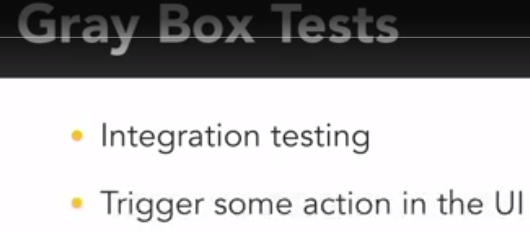 Gray Box Tests
Integration testing
Trigger some action in the UI